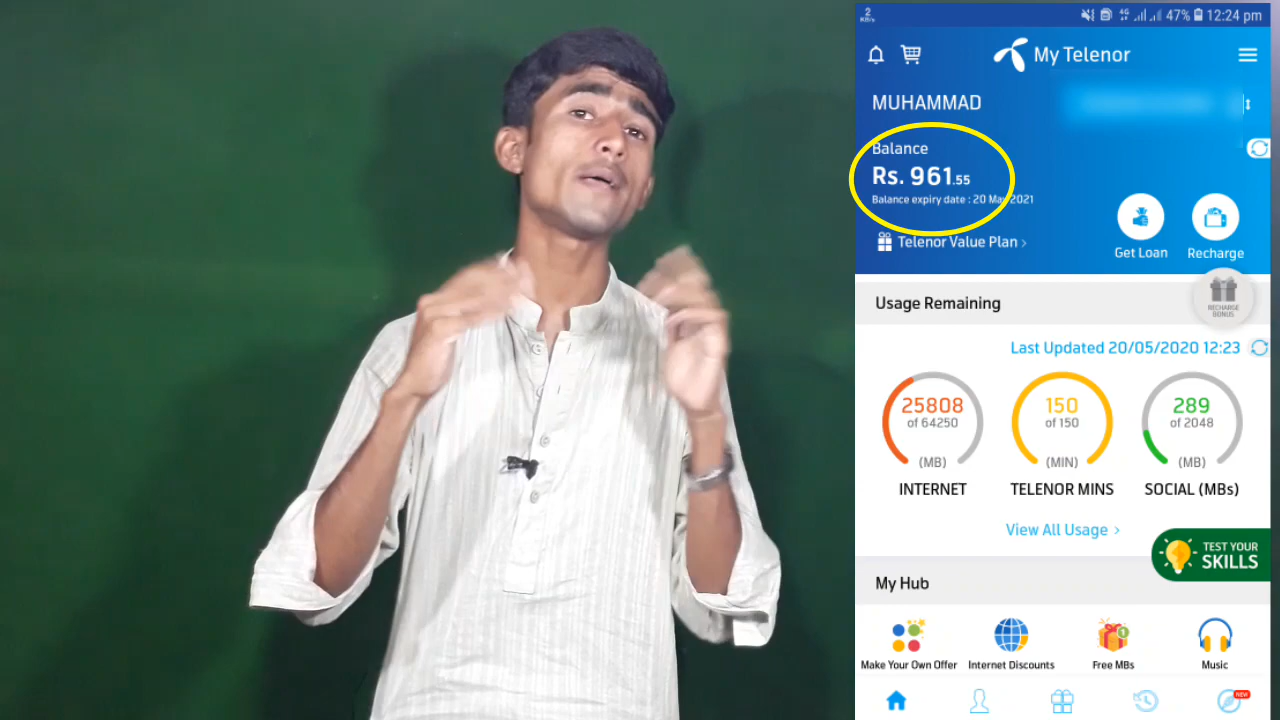 2
KB/s
4G
47%
12:24 pm
My Telenor
MUHAMMAD
Balance
Rs. 961.55
Balance expiry date : 20 May 2021
Telenor Value Plan >
Get Loan
Recharge
RECHARGE
BONUS
Usage Remaining
Last Updated 20/05/2020 12:23
25808
of 64250
(MB)
INTERNET
150
of 150
(MIN)
TELENOR MINS
289
of 2048
(MB)
SOCIAL (MBs)
View All Usage >
TEST YOUR
SKILLS
My Hub
Make Your Own Offer
Internet Discounts
1
Free MBs
Music
NEW